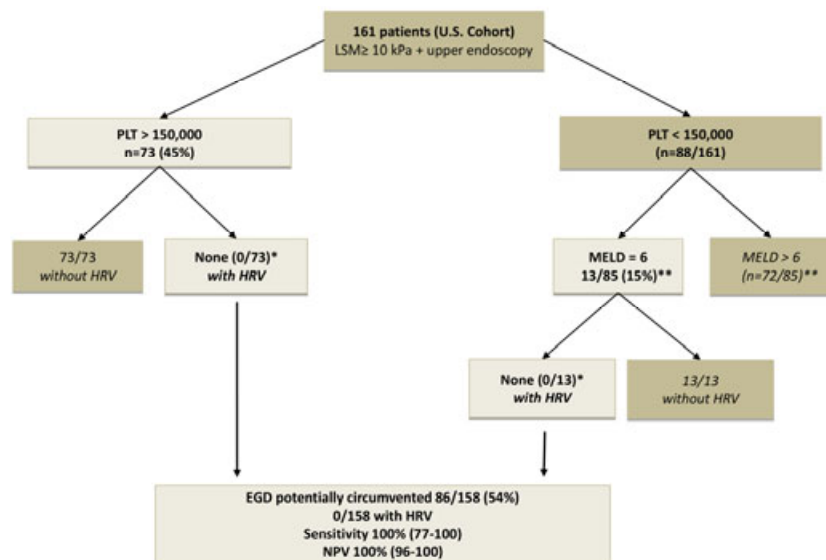 161 patients (U.S. Cohort)
LSM≥ 10 kPa + upper endoscopy
PLT > 150,000
n=73 (45%)
PLT < 150,000
(n=88/161)
73/73
without HRV
None (0/73)*
with HRV
MELD = 6
13/85 (15%)**
MELD > 6
(n=72/85)**
None (0/13)*
with HRV
13/13
without HRV
EGD potentially circumvented 86/158 (54%)
0/158 with HRV
Sensitivity 100% (77-100)
NPV 100% (96-100)